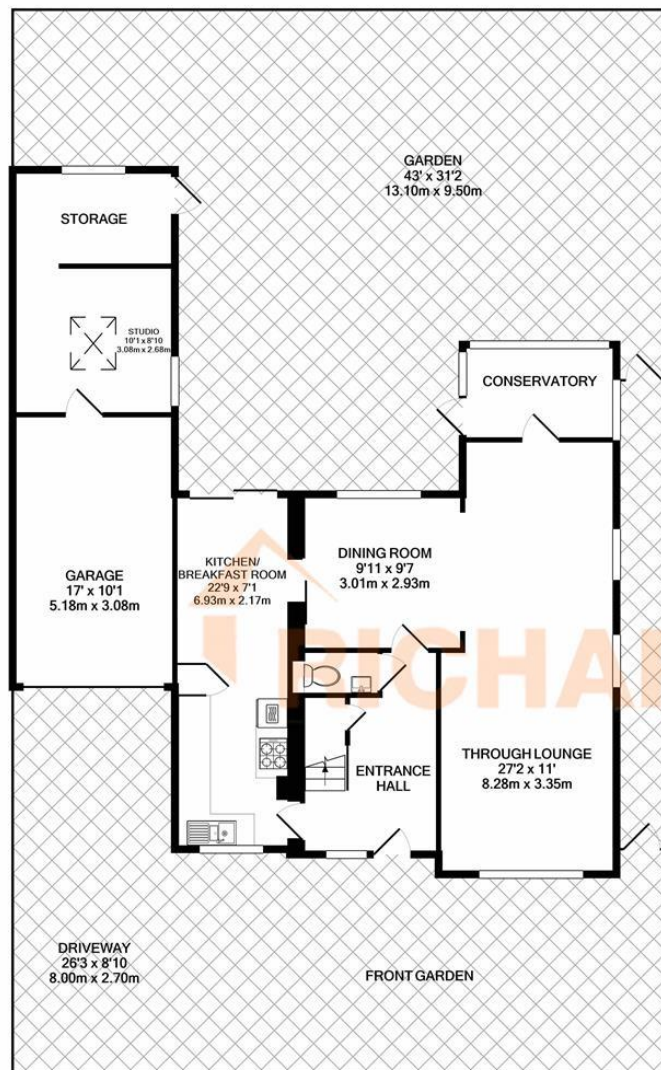 GARDEN
43' x 31'2
13.10m x 9.50m
STORAGE
STUDIO
10'1 x 8'10
3.08m x 2.68m
CONSERVATORY
KITCHEN/
BREAKFAST ROOM
22'9 x 7'1
6.93m x 2.17m
DINING ROOM
9'11 x 9'7
3.01m x 2.93m
GARAGE
17' x 10'1
5.18m x 3.08m
RICHA
THROUGH LOUNGE
27'2 x 11'
8.28m x 3.35m
ENTRANCE
HALL
DRIVEWAY
26'3 x 8'10
8.00m x 2.70m
FRONT GARDEN